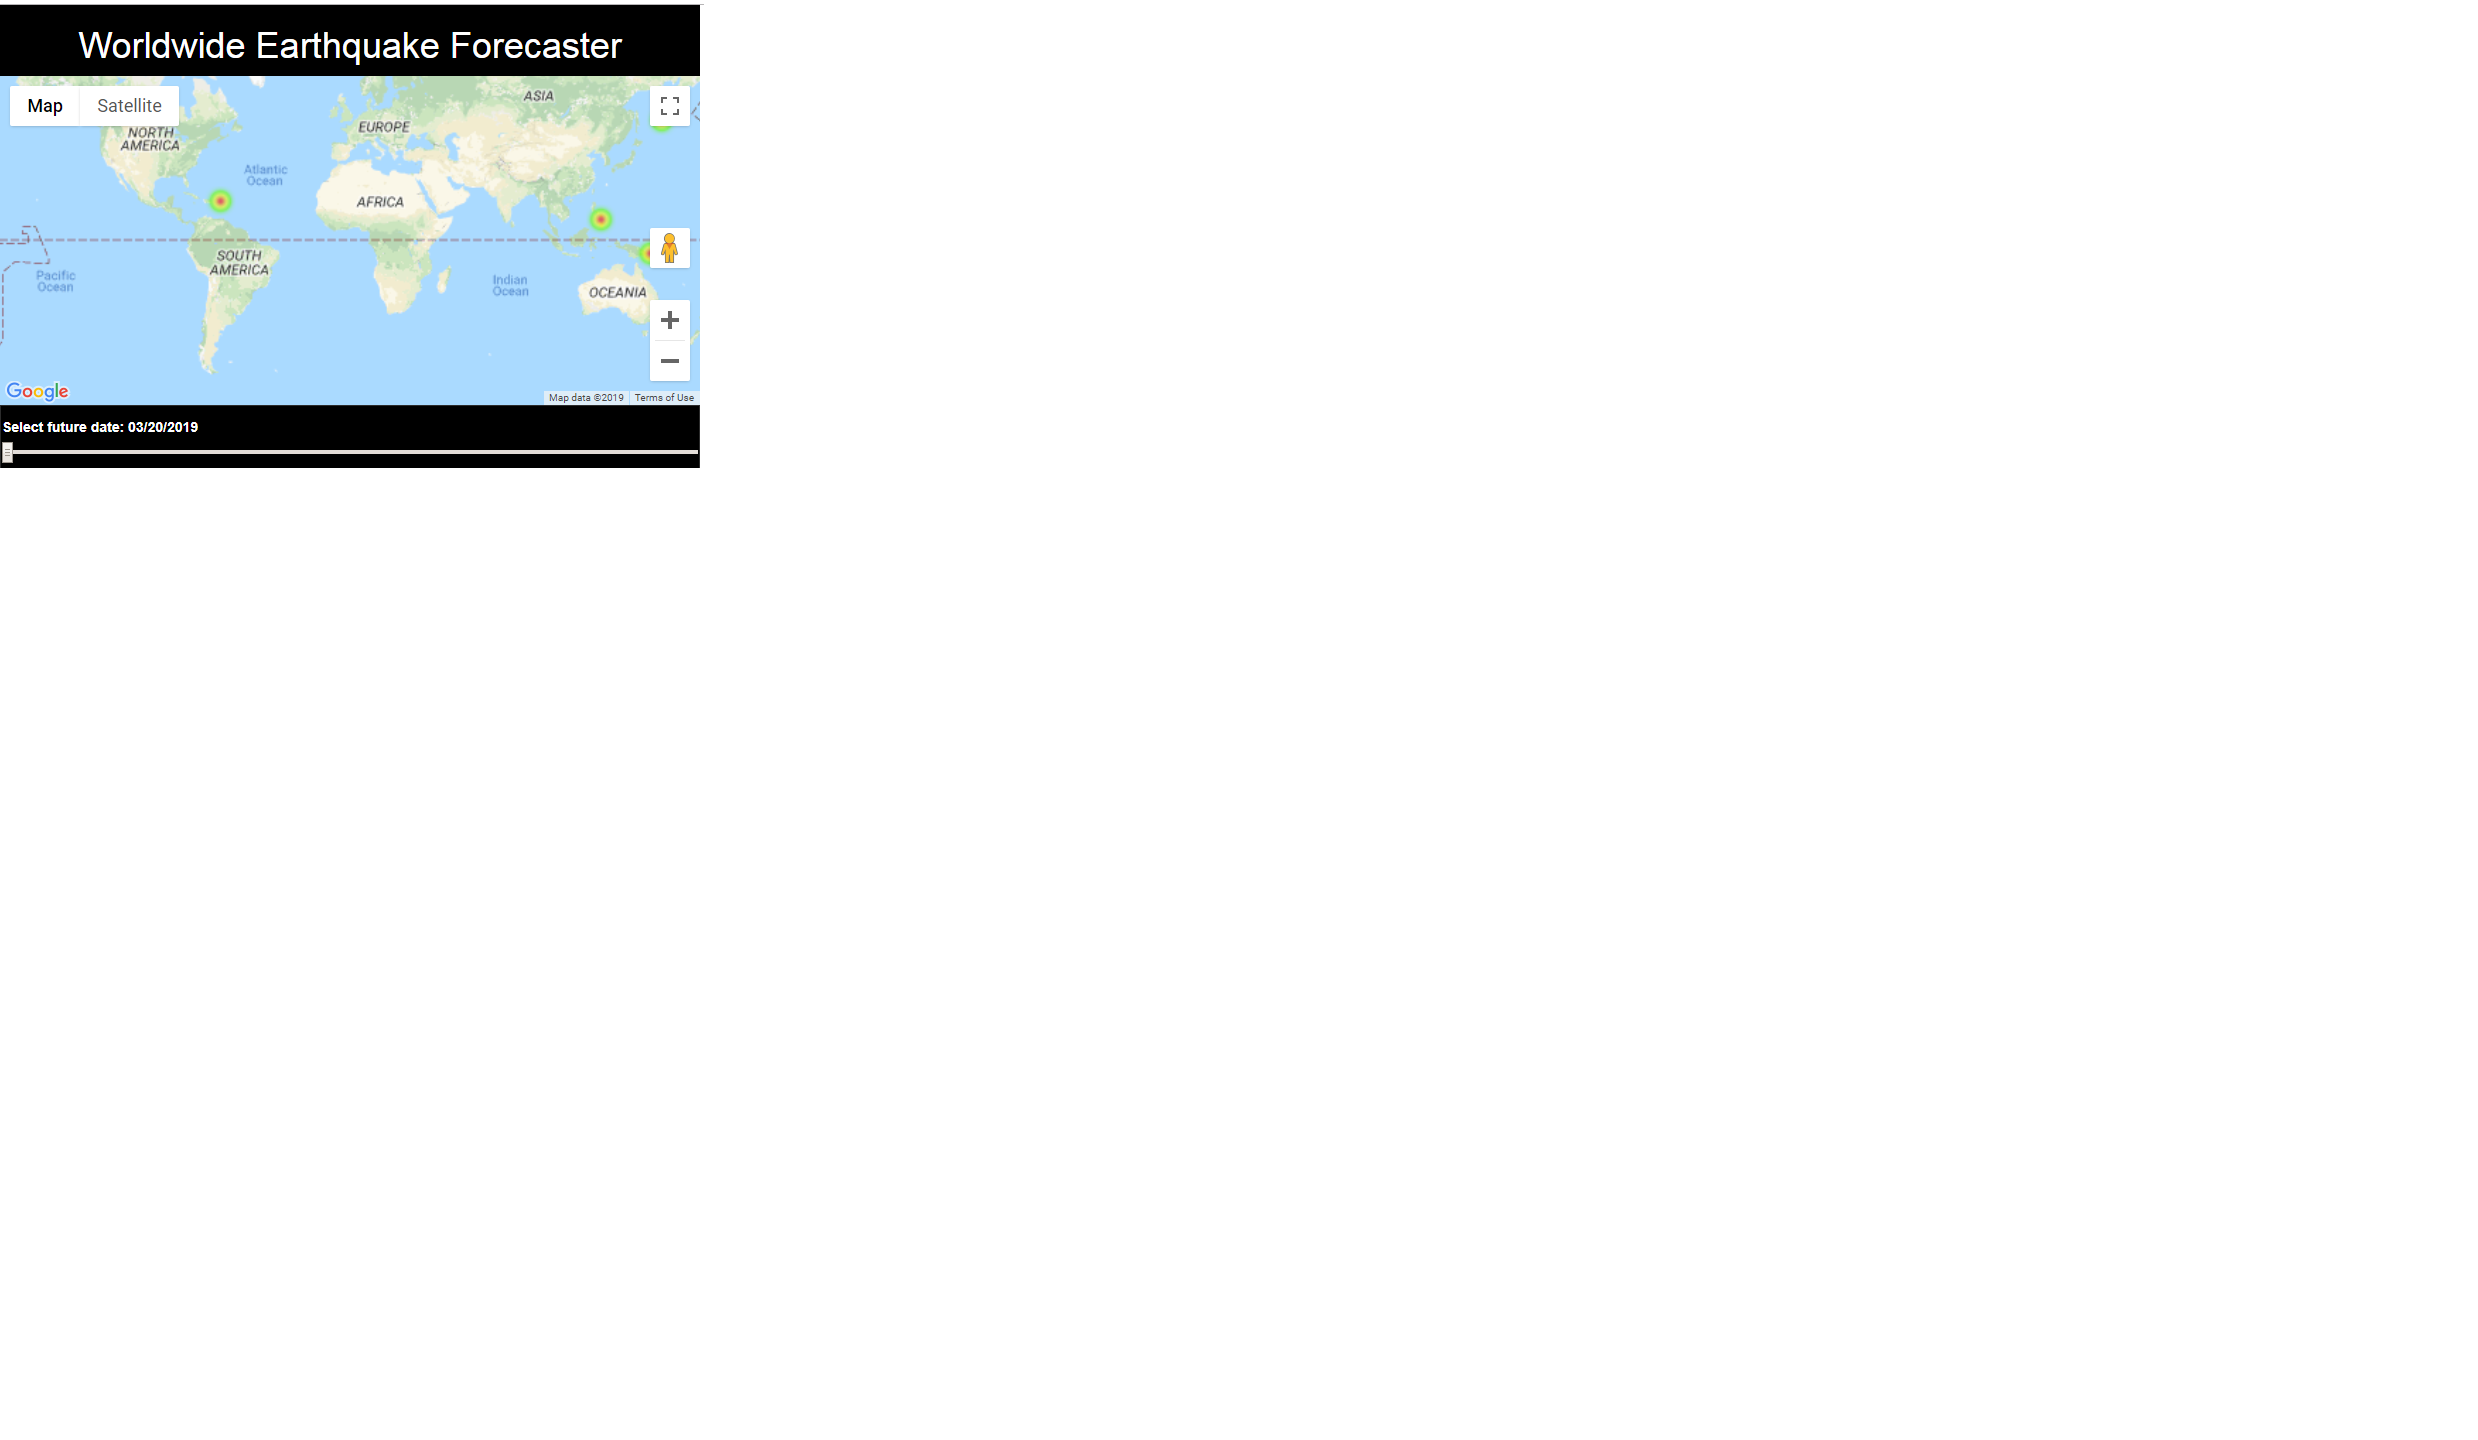 Worldwide Earthquake Forecaster
Map Satellite
ASIA
EUROPE
NORTH
AMERICA
Atlantic
Ocean
AFRICA
SOUTH
AMERICA
Pacific
Ocean
Indian
Ocean
OCEANIA
Google
Map data ©2019 Terms of Use
Select future date: 03/20/2019